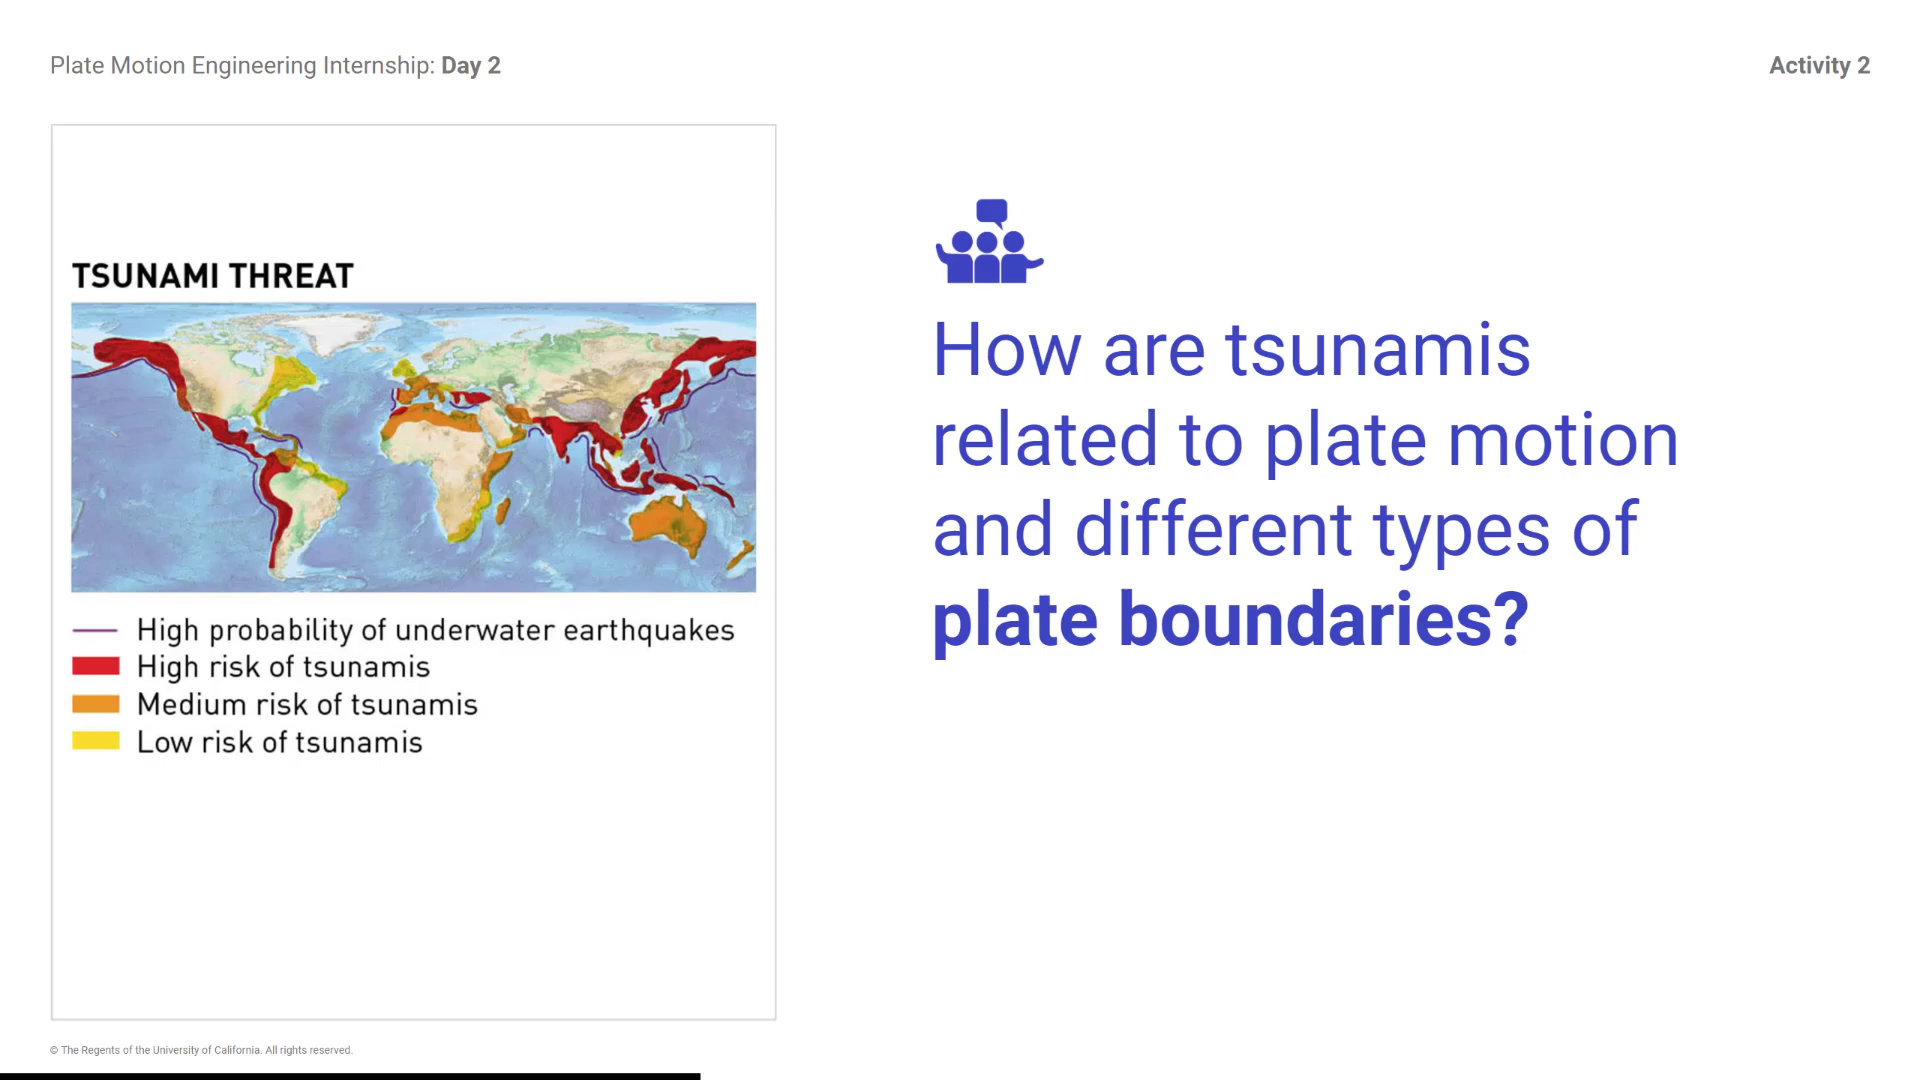 Plate Motion Engineering Internship: Day 2
Activity 2
TSUNAMI THREAT
High probability of underwater earthquakes
High risk of tsunamis
Medium risk of tsunamis
Low risk of tsunamis
How are tsunamis
related to plate motion
and different types of
plate boundaries?
© The Regents of the University of California. All rights reserved.